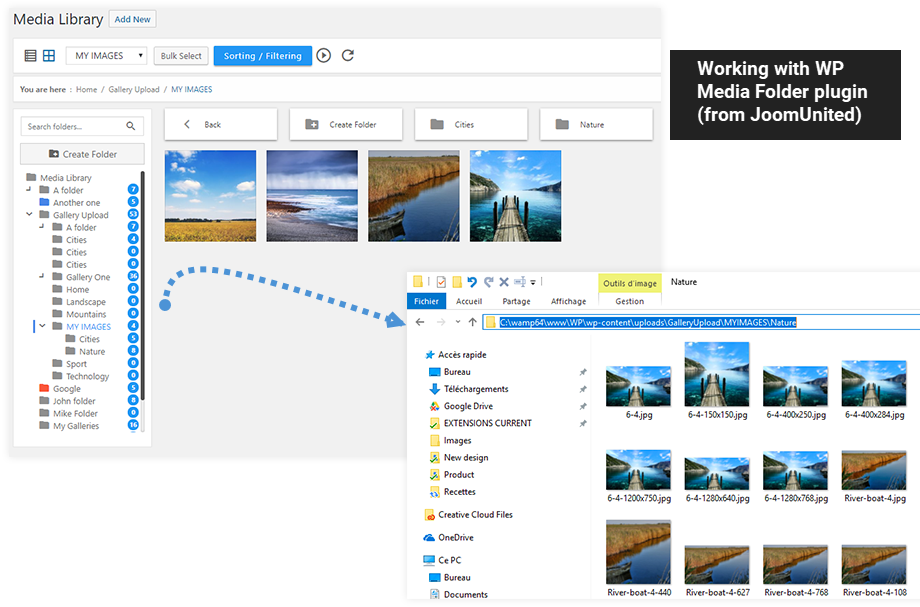 Media Library
Add New
MY IMAGES
Bulk Select
Sorting / Filtering
You are here : Home / Gallery Upload / MY IMAGES
Search folders...
Create Folder
Media Library
A folder 7
Another one 5
Gallery Upload 53
A folder 7
Cities 4
Cities 0
Cities 0
Gallery One 36
Home 0
Landscape 0
Mountains 0
MY IMAGES 4
Cities 5
Nature 8
Sport 0
Technology 0
Google 5
John folder 8
Mike Folder 0
My Galleries 16
Back
Create Folder
Cities
Nature
Working with WP
Media Folder plugin
(from JoomUnited)
Outils d'image
Nature
Fichier
Accueil
Partage
Affichage
Gestion
C:\wamp64\www\WP\wp-content\uploads\GalleryUpload\MYIMAGES\Nature
Accès rapide
Bureau
Téléchargements
Google Drive
EXTENSIONS CURRENT
Images
New design
Product
Recettes
Creative Cloud Files
OneDrive
Ce PC
Bureau
Documents
6-4.jpg
6-4-150x150.jpg
6-4-400x250.jpg
6-4-400x284.jpg
6-4-1200x750.jpg
6-4-1280x640.jpg
6-4-1280x768.jpg
River-boat-4.jpg
River-boat-4-440
River-boat-4-627
River-boat-4-768
River-boat-4-108